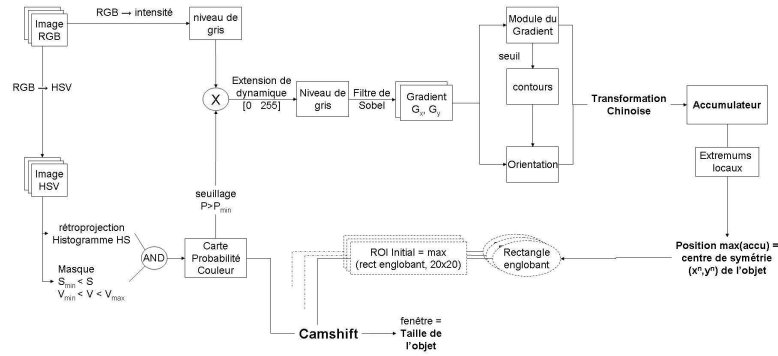 RGB → intensité
Image
RGB
niveau de
gris
Module du
Gradient
seuil
RGB → HSV
X
Extension de
dynamique
[0 255]
Niveau de
gris
Filtre de
Sobel
Gradient
Gx, Gy
contours
Transformation
Chinoise
Accumulateur
Orientation
Extremums
locaux
Image
HSV
seuillage
P>Pmin
rétroprojection
Histogramme HS
AND
Carte
Probabilité
Couleur
ROI Initial = max
(rect englobant, 20x20)
Rectangle
englobant
Position max(accu) =
centre de symétrie
(xⁿ,yⁿ) de l'objet
Masque
Smin < S
Vmin < V < Vmax
Camshift
fenêtre =
Taille de
l'objet